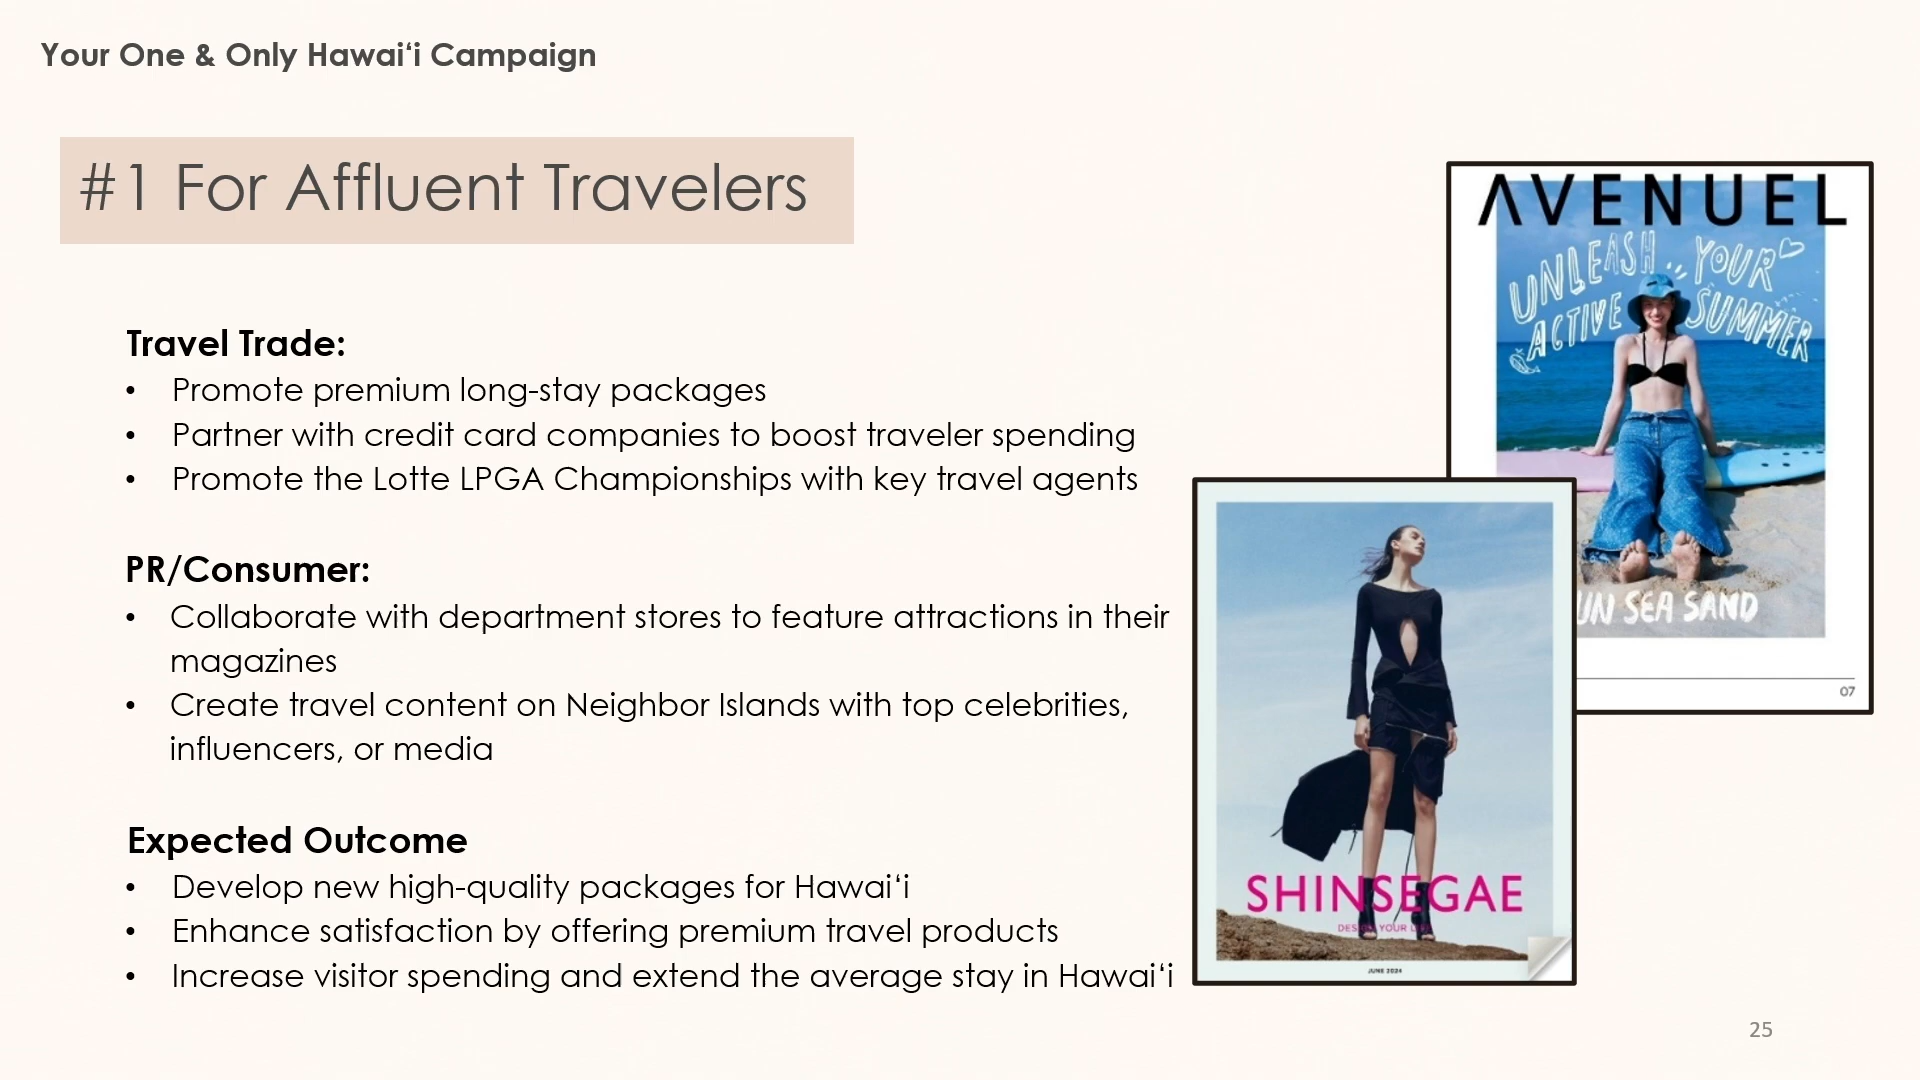 Your One & Only Hawaiʻi Campaign
#1 For Affluent Travelers
Travel Trade:
• Promote premium long-stay packages
• Partner with credit card companies to boost traveler spending
• Promote the Lotte LPGA Championships with key travel agents
PR/Consumer:
• Collaborate with department stores to feature attractions in their
magazines
• Create travel content on Neighbor Islands with top celebrities,
influencers, or media
Expected Outcome
• Develop new high-quality packages for Hawaiʻi
• Enhance satisfaction by offering premium travel products
• Increase visitor spending and extend the average stay in Hawaiʻi
AVENUEL
UNLEASH YOUR
ACTIVE SUMMER
SEA SAND
07
SHINSEGAE
YOUR
JUNE 2024
25